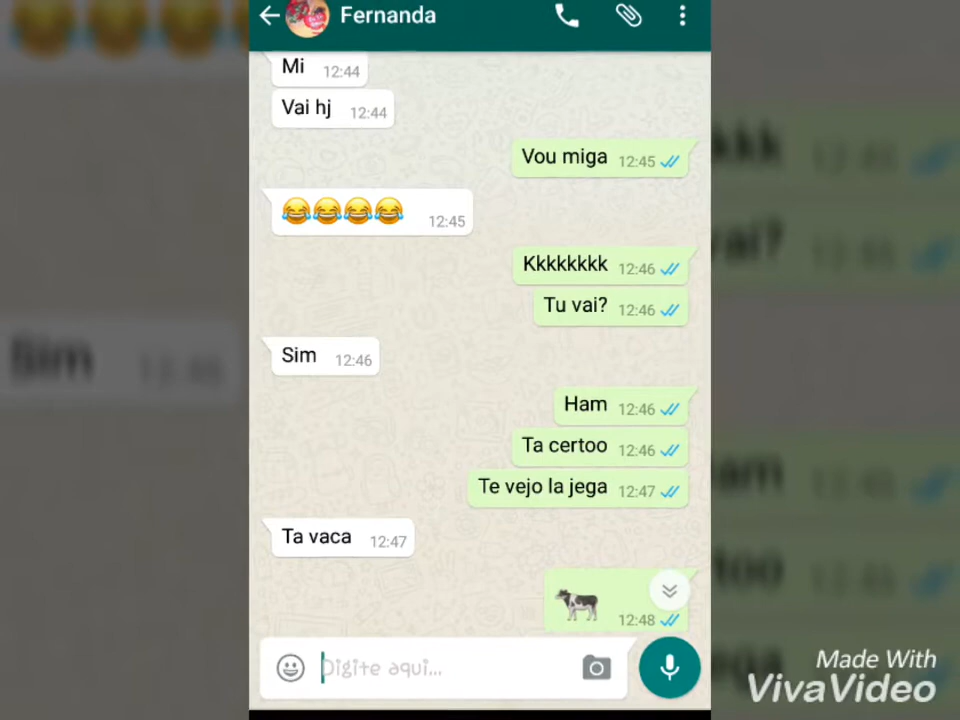 Fernanda
Mi 12:44
Vai hj 12:44
Vou miga 12:45
😂😂😂😂 12:45
Kkkkkkkk 12:46
Tu vai? 12:46
Sim 12:46
Ham 12:46
Ta certoo 12:46
Te vejo la jega 12:47
Ta vaca 12:47
🐄 12:48
Digite aqui...
Made With
VivaVideo